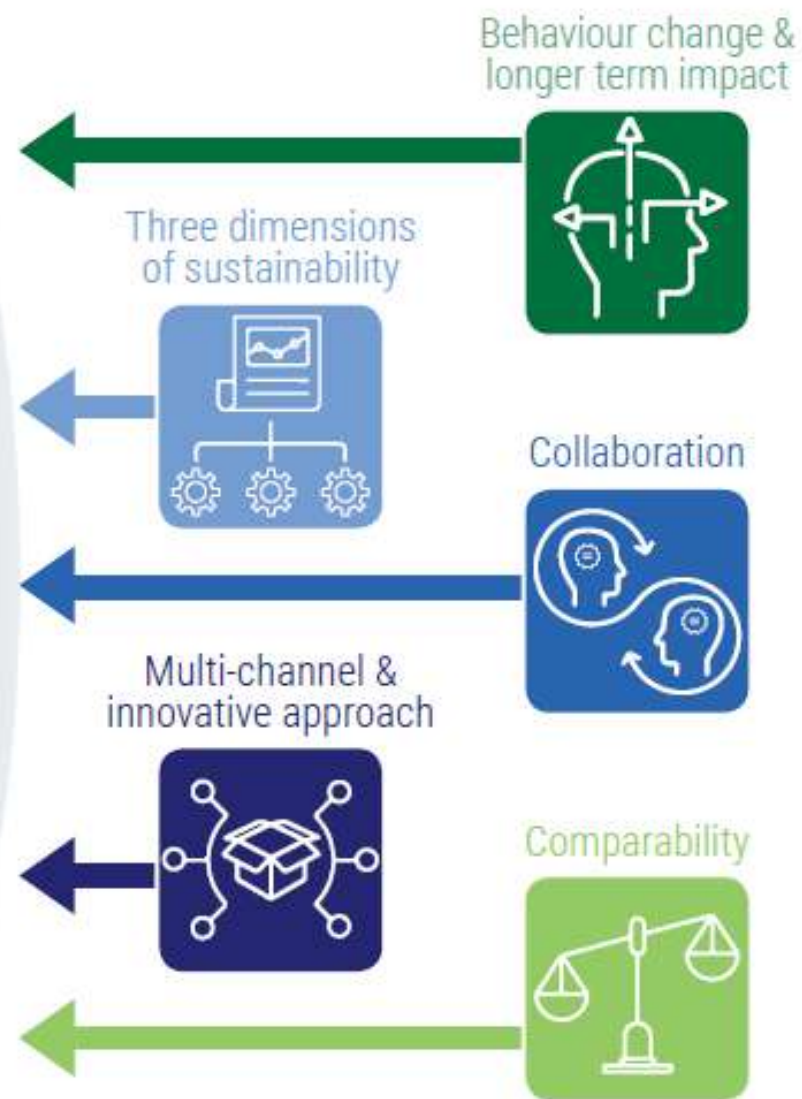 Behaviour change &
longer term impact
Three dimensions
of sustainability
Collaboration
Multi-channel &
innovative approach
Comparability